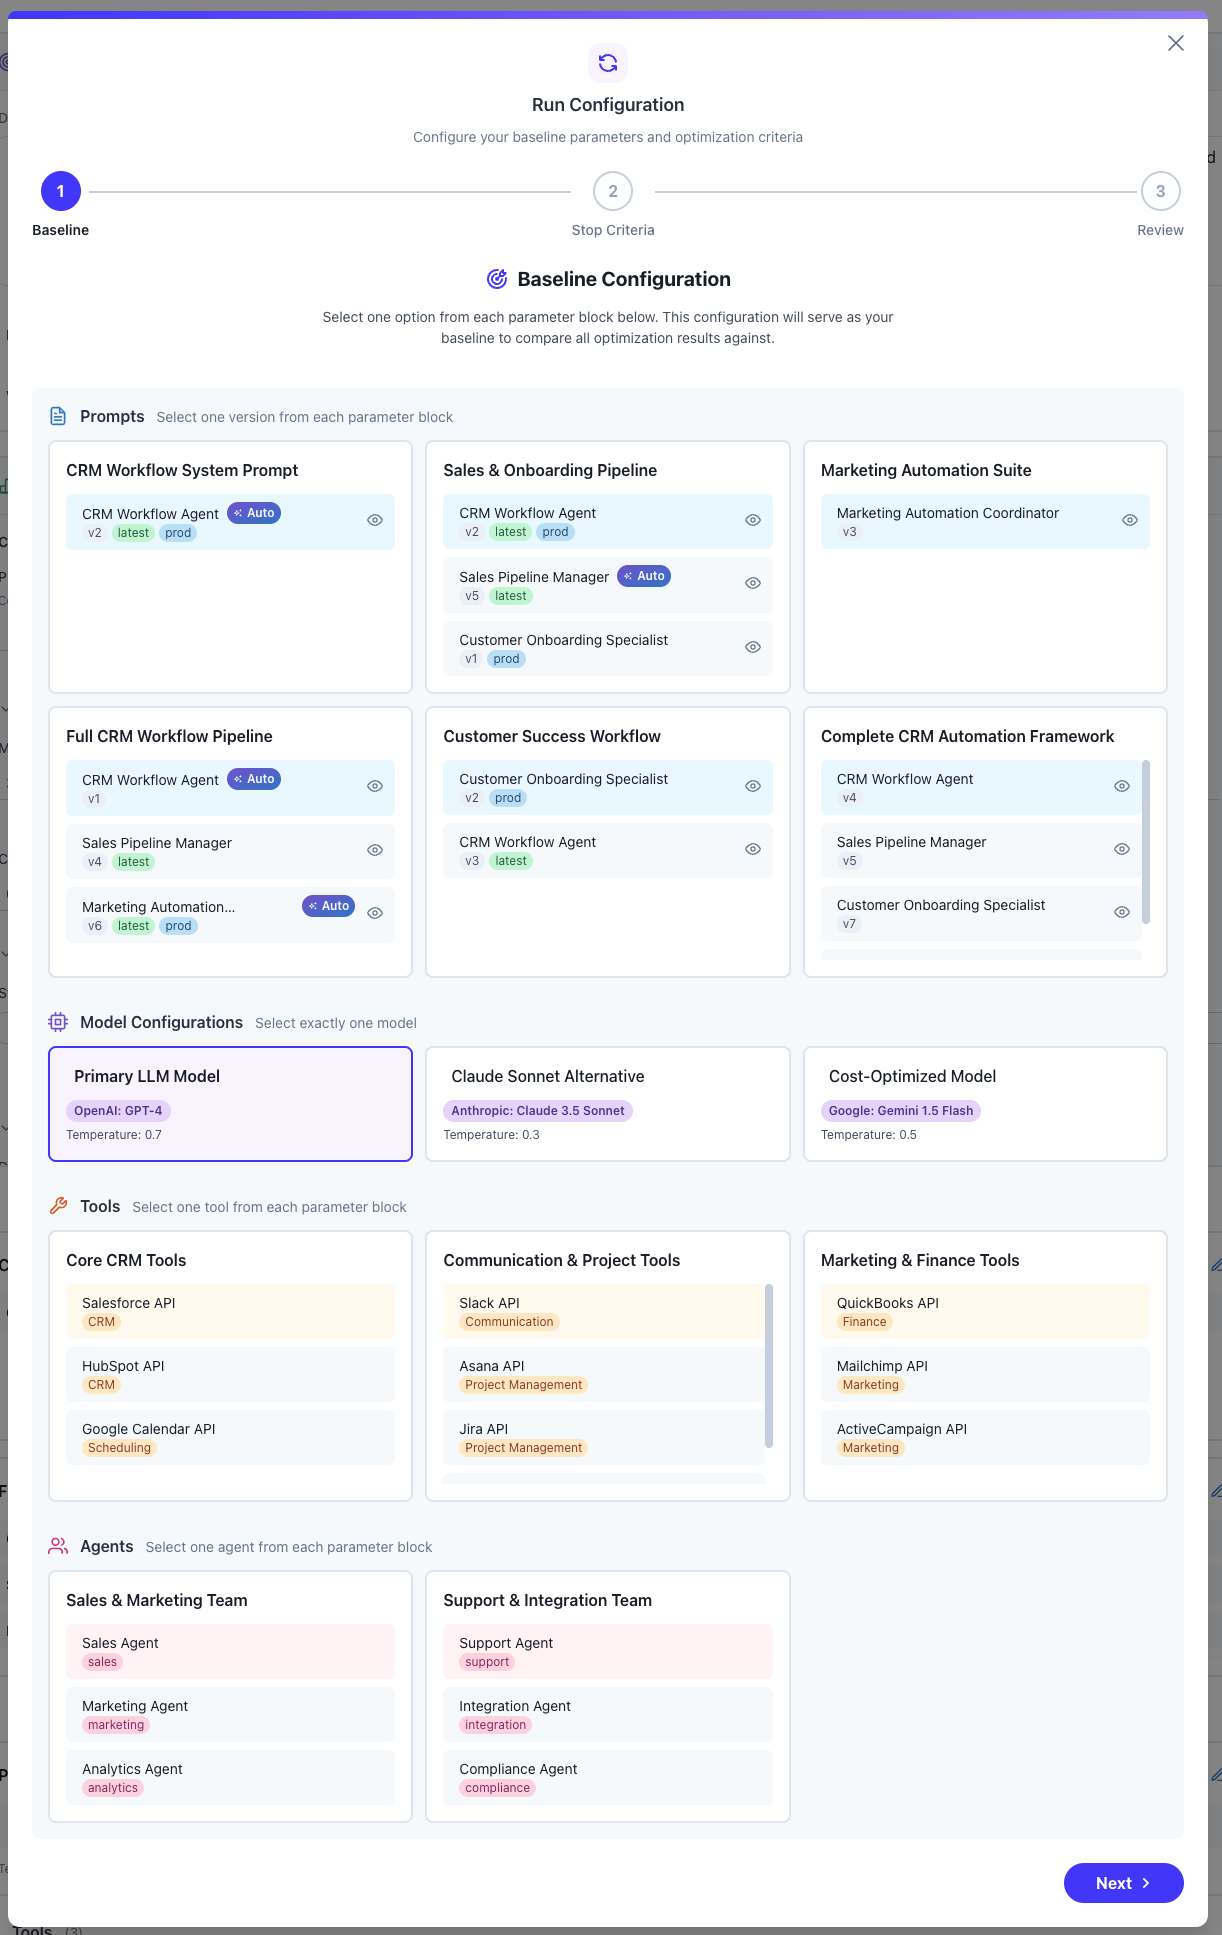 Run Configuration
Configure your baseline parameters and optimization criteria
1
2
3
Baseline
Stop Criteria
Review
Baseline Configuration
Select one option from each parameter block below. This configuration will serve as your
baseline to compare all optimization results against.
Prompts Select one version from each parameter block
CRM Workflow System Prompt
CRM Workflow Agent Auto
v2 latest prod
Sales & Onboarding Pipeline
CRM Workflow Agent
v2 latest prod
Sales Pipeline Manager Auto
v5 latest
Customer Onboarding Specialist
v1 prod
Marketing Automation Suite
Marketing Automation Coordinator
v3
Full CRM Workflow Pipeline
CRM Workflow Agent Auto
v1
Sales Pipeline Manager
v4 latest
Marketing Automation... Auto
v6 latest prod
Customer Success Workflow
Customer Onboarding Specialist
v2 prod
CRM Workflow Agent
v3 latest
Complete CRM Automation Framework
CRM Workflow Agent
v4
Sales Pipeline Manager
v5
Customer Onboarding Specialist
v7
Model Configurations Select exactly one model
Primary LLM Model
OpenAI: GPT-4
Temperature: 0.7
Claude Sonnet Alternative
Anthropic: Claude 3.5 Sonnet
Temperature: 0.3
Cost-Optimized Model
Google: Gemini 1.5 Flash
Temperature: 0.5
Tools Select one tool from each parameter block
Core CRM Tools
Salesforce API
CRM
HubSpot API
CRM
Google Calendar API
Scheduling
Communication & Project Tools
Slack API
Communication
Asana API
Project Management
Jira API
Project Management
Marketing & Finance Tools
QuickBooks API
Finance
Mailchimp API
Marketing
ActiveCampaign API
Marketing
Agents Select one agent from each parameter block
Sales & Marketing Team
Sales Agent
sales
Marketing Agent
marketing
Analytics Agent
analytics
Support & Integration Team
Support Agent
support
Integration Agent
integration
Compliance Agent
compliance
Next
Tools (3)